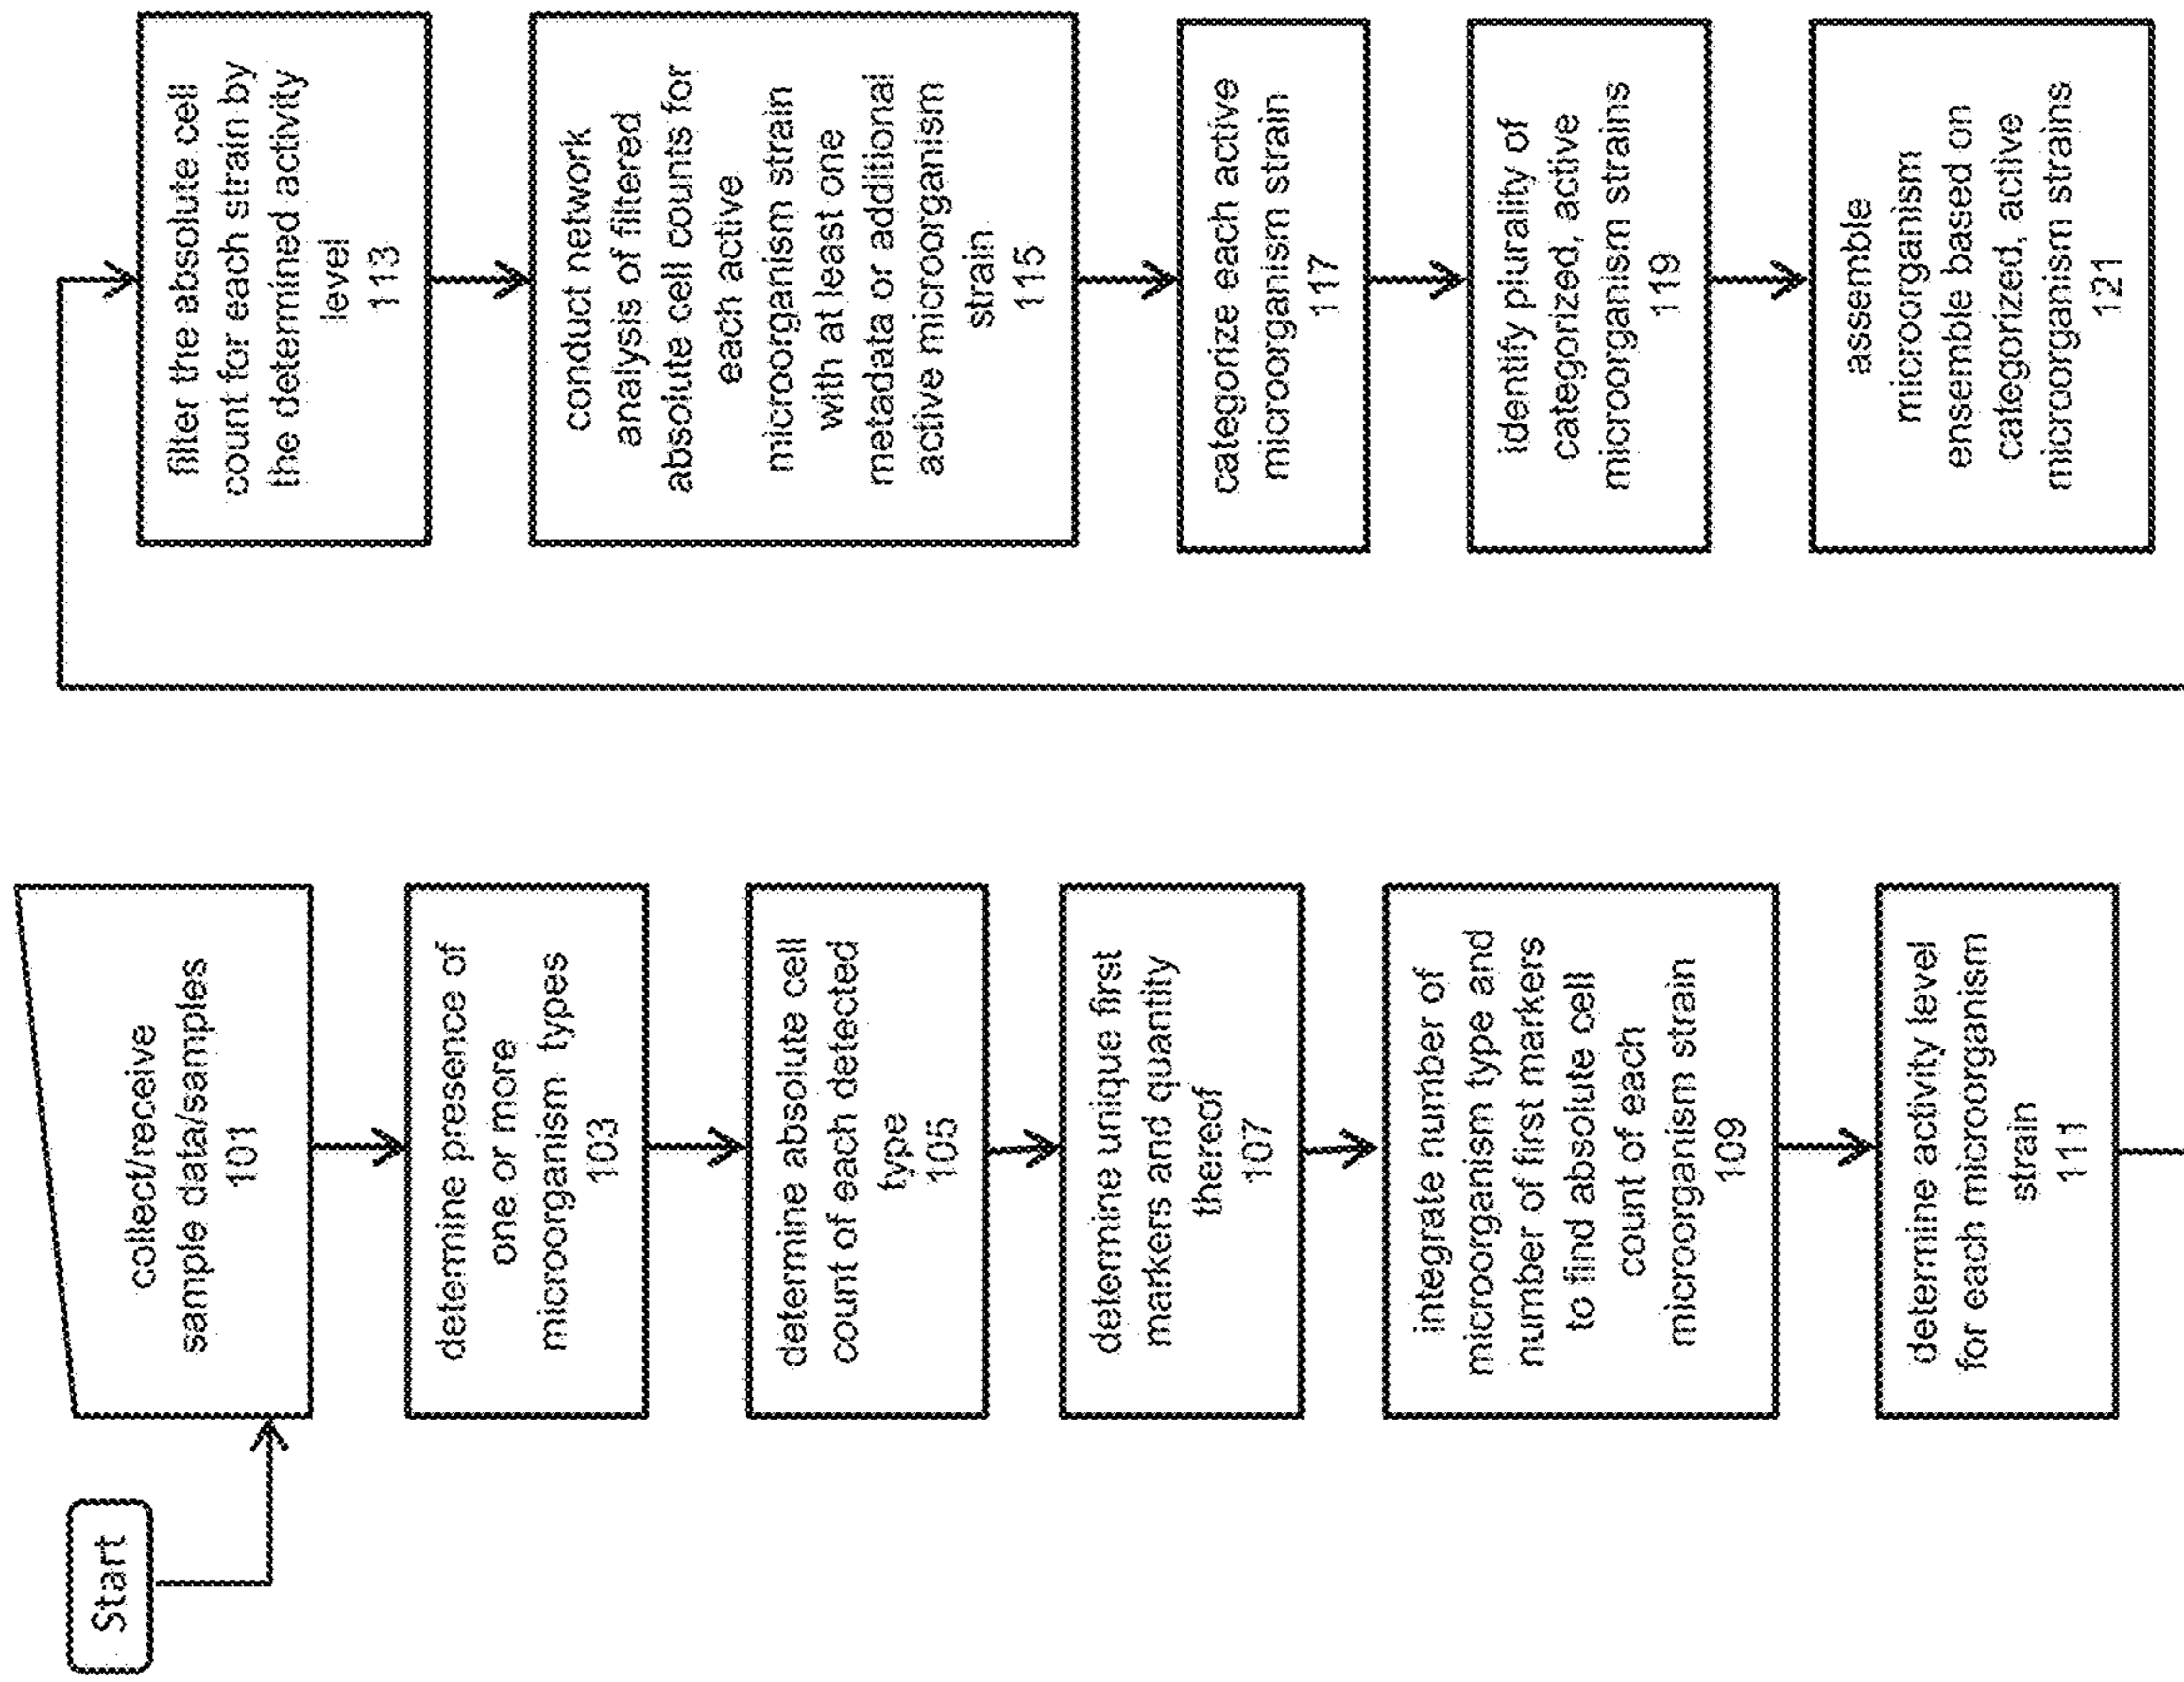 Start
collect/receive
sample data/samples
101
determine presence of
one or more
microorganism types
103
determine absolute cell
count of each detected
type
105
determine unique first
markers and quantity
thereof
107
integrate number of
microorganism type and
number of first markers
to find absolute cell
count of each
microorganism strain
109
determine activity level
for each microorganism
strain
111
filter the absolute cell
count for each strain by
the determined activity
level
113
conduct network
analysis of filtered
absolute cell counts for
each active
microorganism strain
with at least one
metadata or additional
active microorganism
strain
115
categorize each active
microorganism strain
117
identify plurality of
categorized, active
microorganism strains
119
assemble
microorganism
ensemble based on
categorized, active
microorganism strains
121